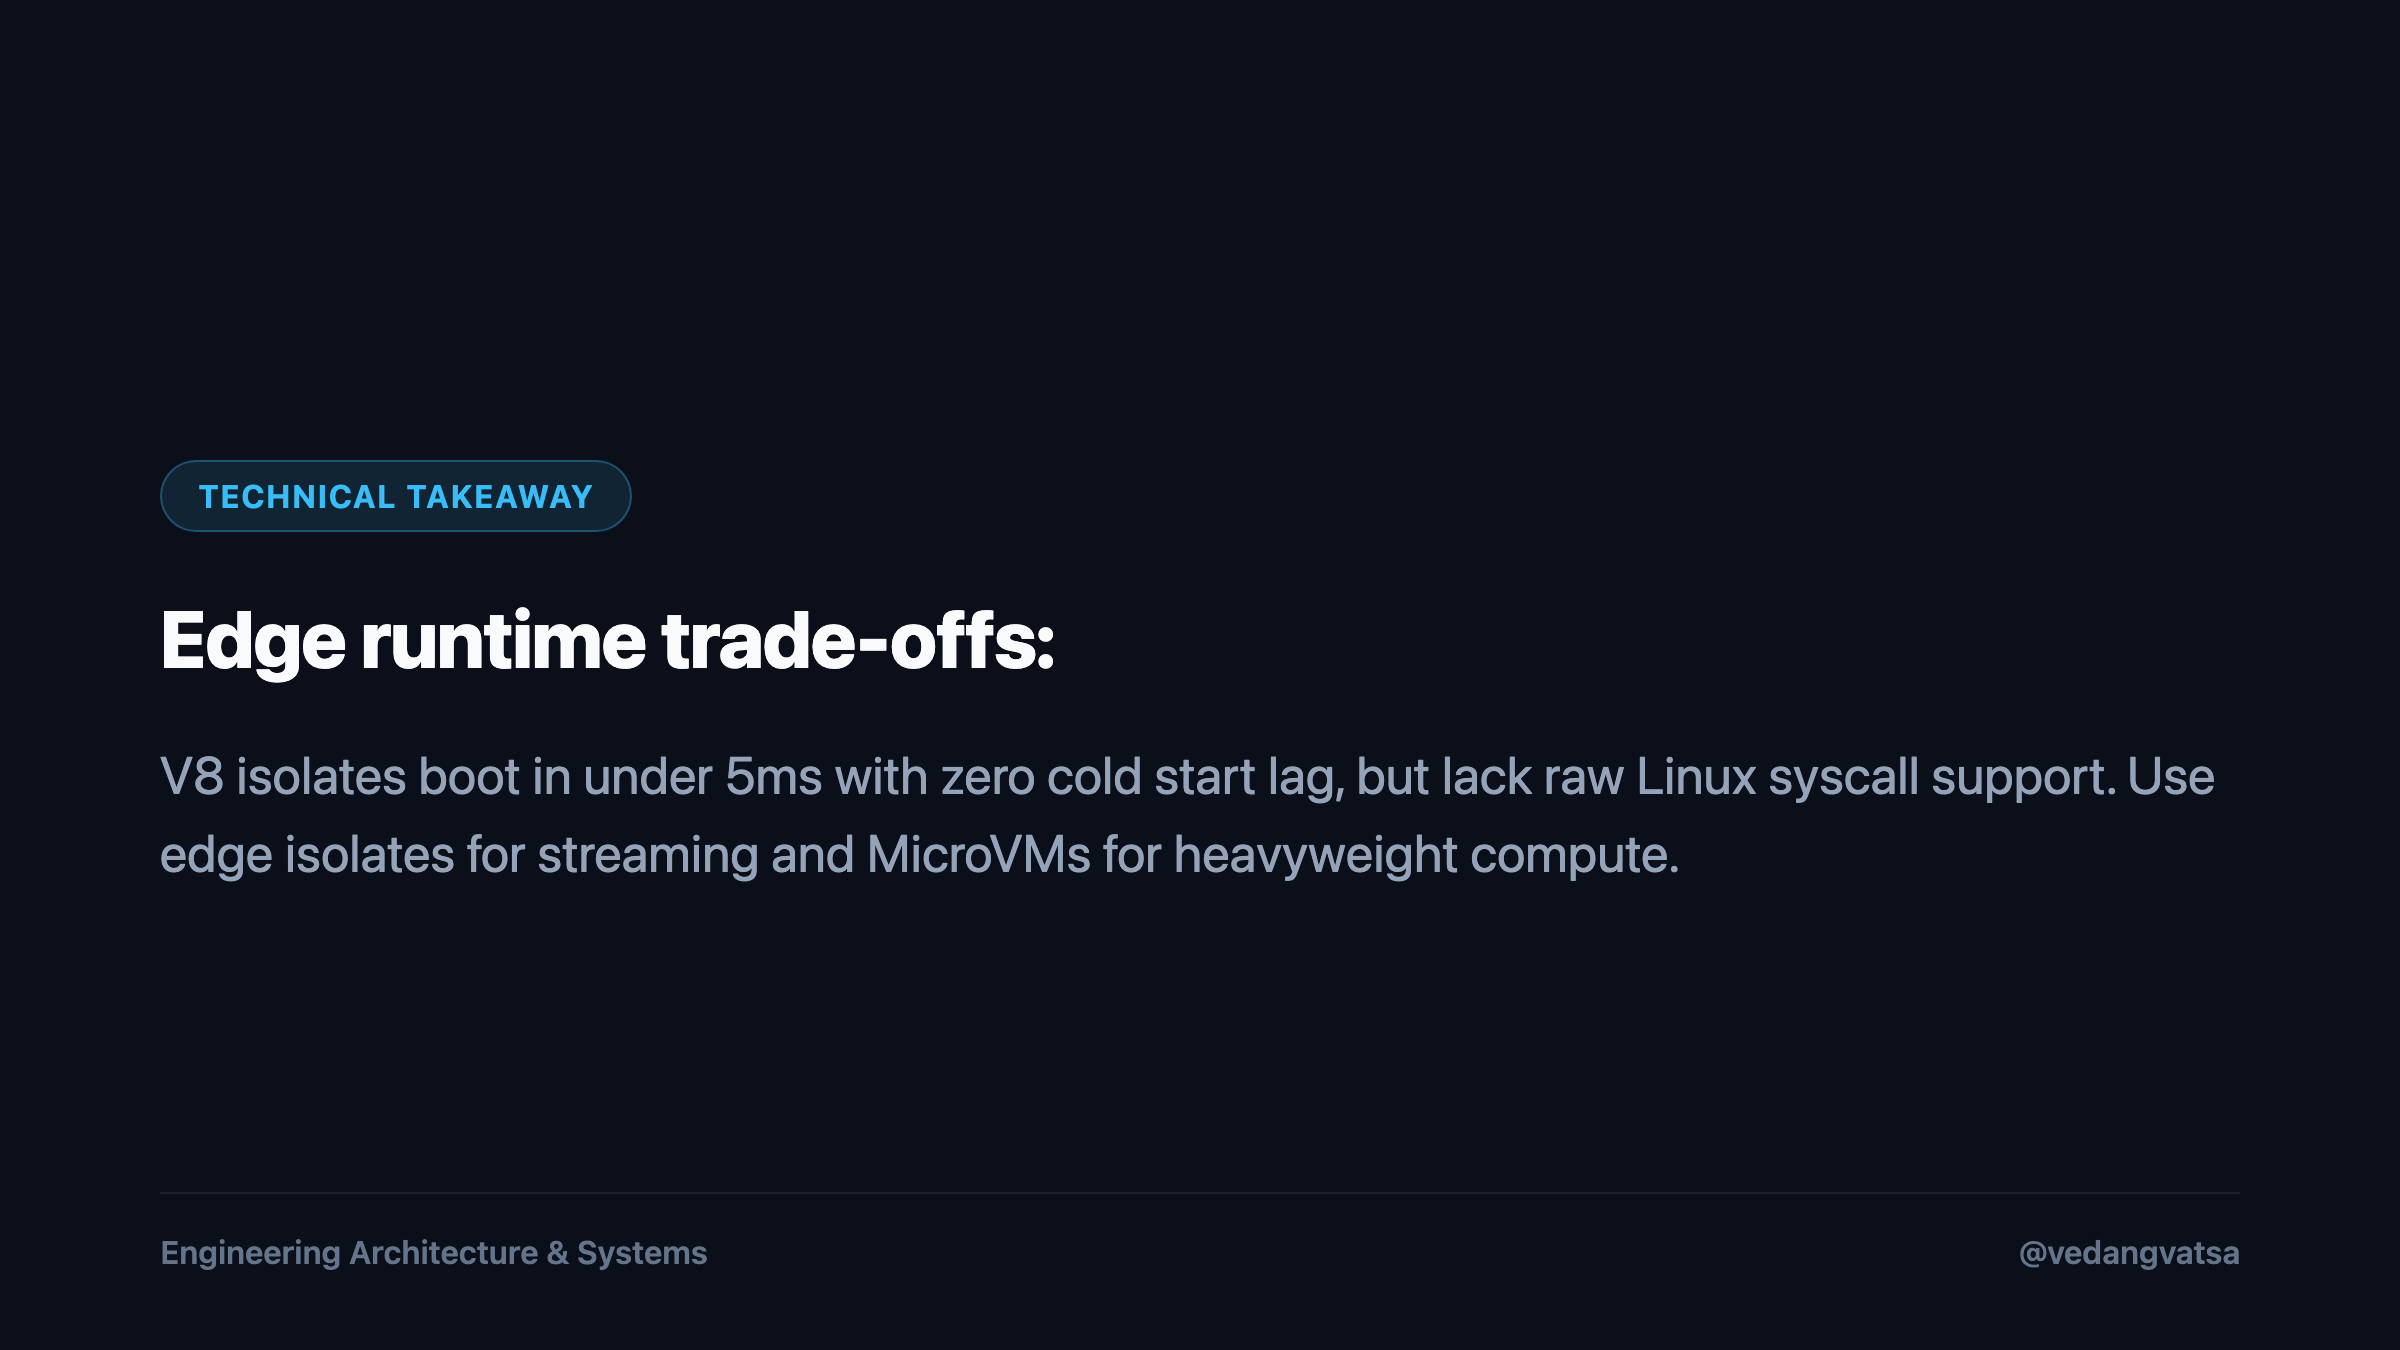 TECHNICAL TAKEAWAY
Edge runtime trade-offs:
V8 isolates boot in under 5ms with zero cold start lag, but lack raw Linux syscall support. Use
edge isolates for streaming and MicroVMs for heavyweight compute.
Engineering Architecture & Systems
@vedangvatsa